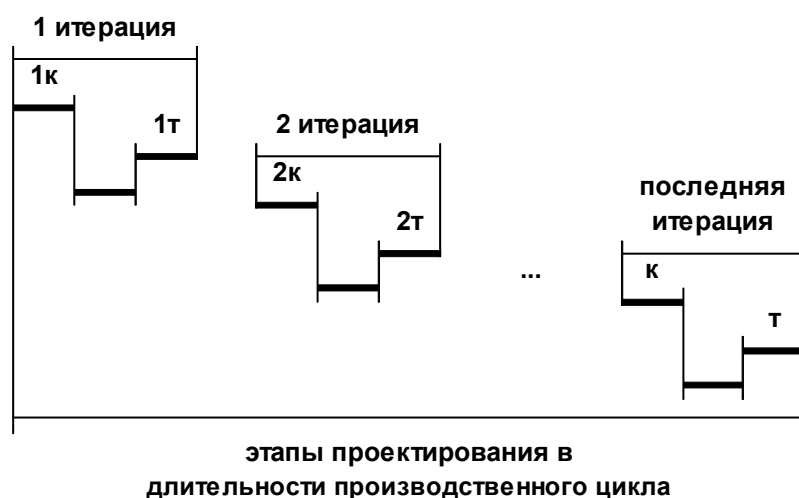 1 итерация
1к
1т
2 итерация
2к
2т
...
последняя
итерация
к
т
этапы проектирования в
длительности производственного цикла